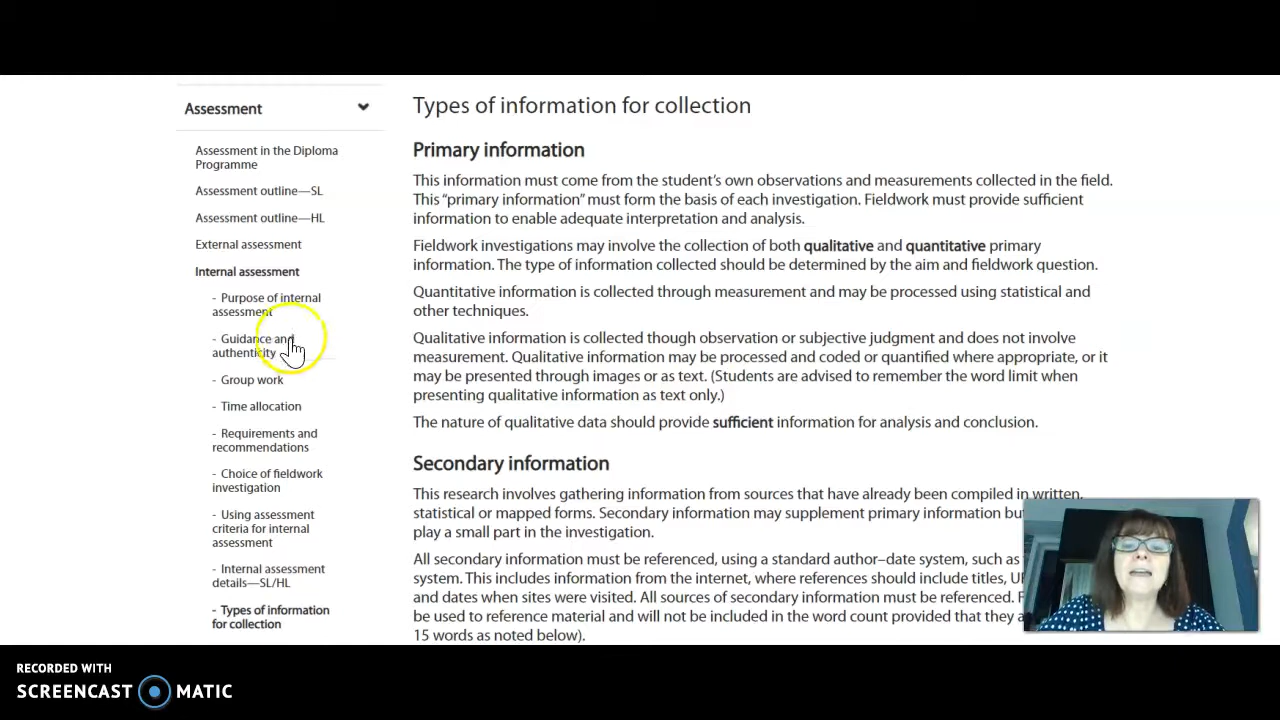 Assessment
Assessment in the Diploma
Programme
Assessment outline—SL
Assessment outline—HL
External assessment
Internal assessment
- Purpose of internal
assessment
- Guidance and
authenticity
- Group work
- Time allocation
- Requirements and
recommendations
- Choice of fieldwork
investigation
- Using assessment
criteria for internal
assessment
- Internal assessment
details—SL/HL
- Types of information
for collection
Types of information for collection
Primary information
This information must come from the student’s own observations and measurements collected in the field.
This “primary information” must form the basis of each investigation. Fieldwork must provide sufficient
information to enable adequate interpretation and analysis.
Fieldwork investigations may involve the collection of both qualitative and quantitative primary
information. The type of information collected should be determined by the aim and fieldwork question.
Quantitative information is collected through measurement and may be processed using statistical and
other techniques.
Qualitative information is collected though observation or subjective judgment and does not involve
measurement. Qualitative information may be processed and coded or quantified where appropriate, or it
may be presented through images or as text. (Students are advised to remember the word limit when
presenting qualitative information as text only.)
The nature of qualitative data should provide sufficient information for analysis and conclusion.
Secondary information
This research involves gathering information from sources that have already been compiled in written,
statistical or mapped forms. Secondary information may supplement primary information but
play a small part in the investigation.
All secondary information must be referenced, using a standard author–date system, such as
system. This includes information from the internet, where references should include titles,
and dates when sites were visited. All sources of secondary information must be referenced.
be used to reference material and will not be included in the word count provided that they
15 words as noted below).
RECORDED WITH
SCREENCAST MATIC